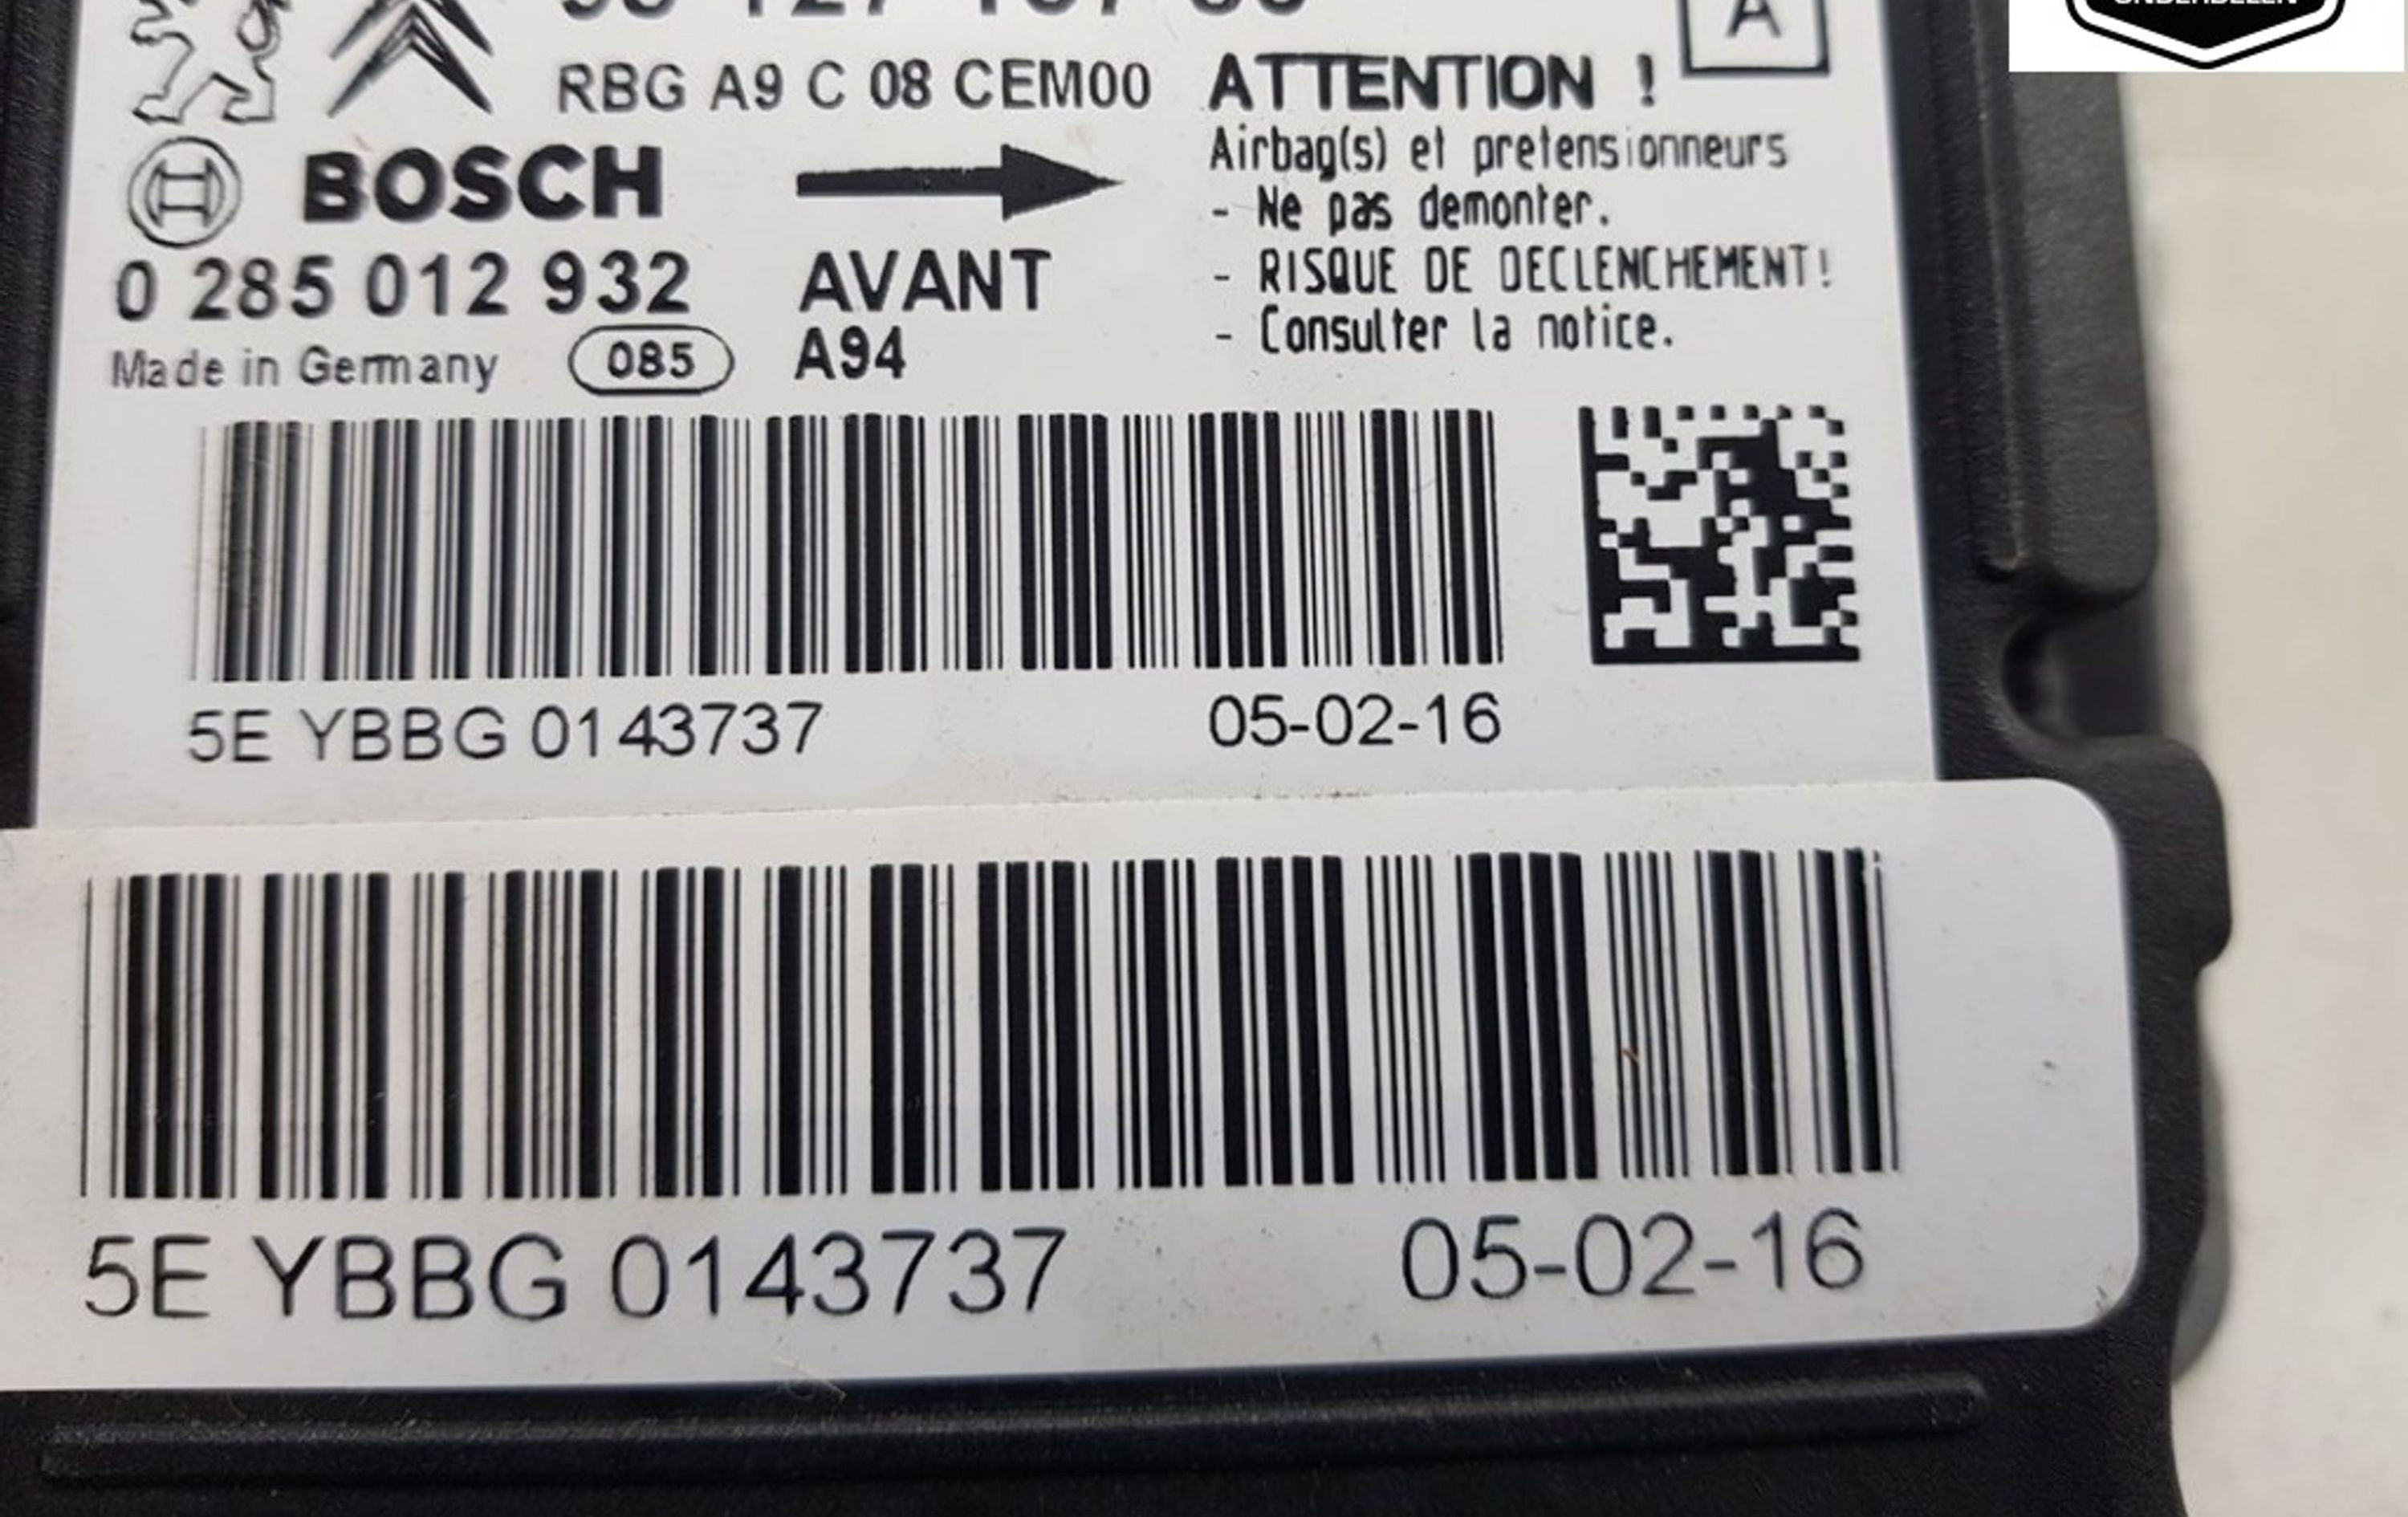 A
RBG A9 C 08 CEM00
ATTENTION !
Airbag(s) et pretensionneurs
- Ne pas demonter.
- RISQUE DE DECLENCHEMENT!
- Consulter la notice.
BOSCH
0 285 012 932
AVANT
A94
Made in Germany
085
5E YBBG 0143737
05-02-16
5E YBBG 0143737
05-02-16